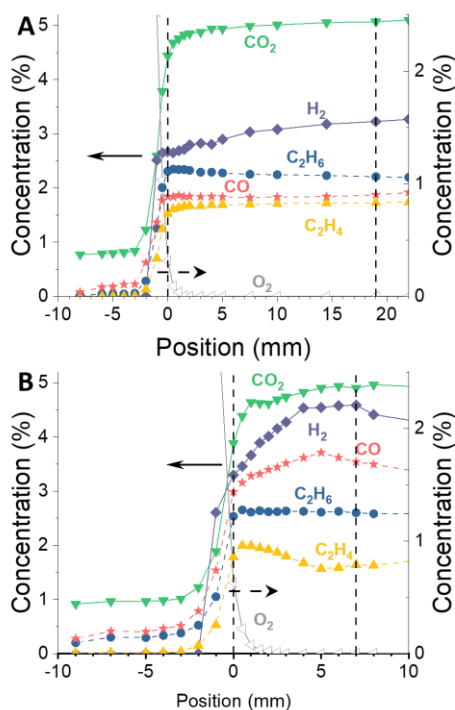 5
4
3
2
1
0
Concentration (%)
CO₂
H₂
C₂H₆
CO
C₂H₄
O₂
2
1
0
Concentration (%)
-10 -5 0 5 10 15 20
A
Position (mm)
B
5
4
3
2
1
0
Concentration (%)
CO₂
H₂
CO
C₂H₆
C₂H₄
O₂
2
1
0
Concentration (%)
-10 -5 0 5 10
Position (mm)